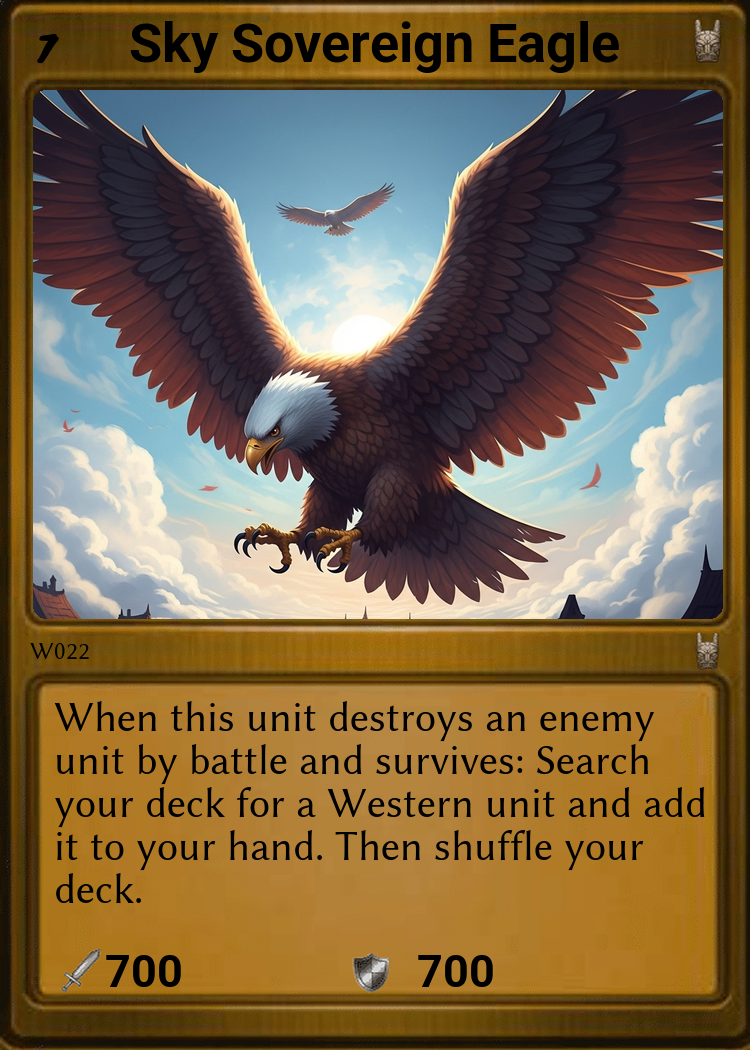 1 Sky Sovereign Eagle
W022
When this unit destroys an enemy
unit by battle and survives: Search
your deck for a Western unit and add
it to your hand. Then shuffle your
deck.
700 700